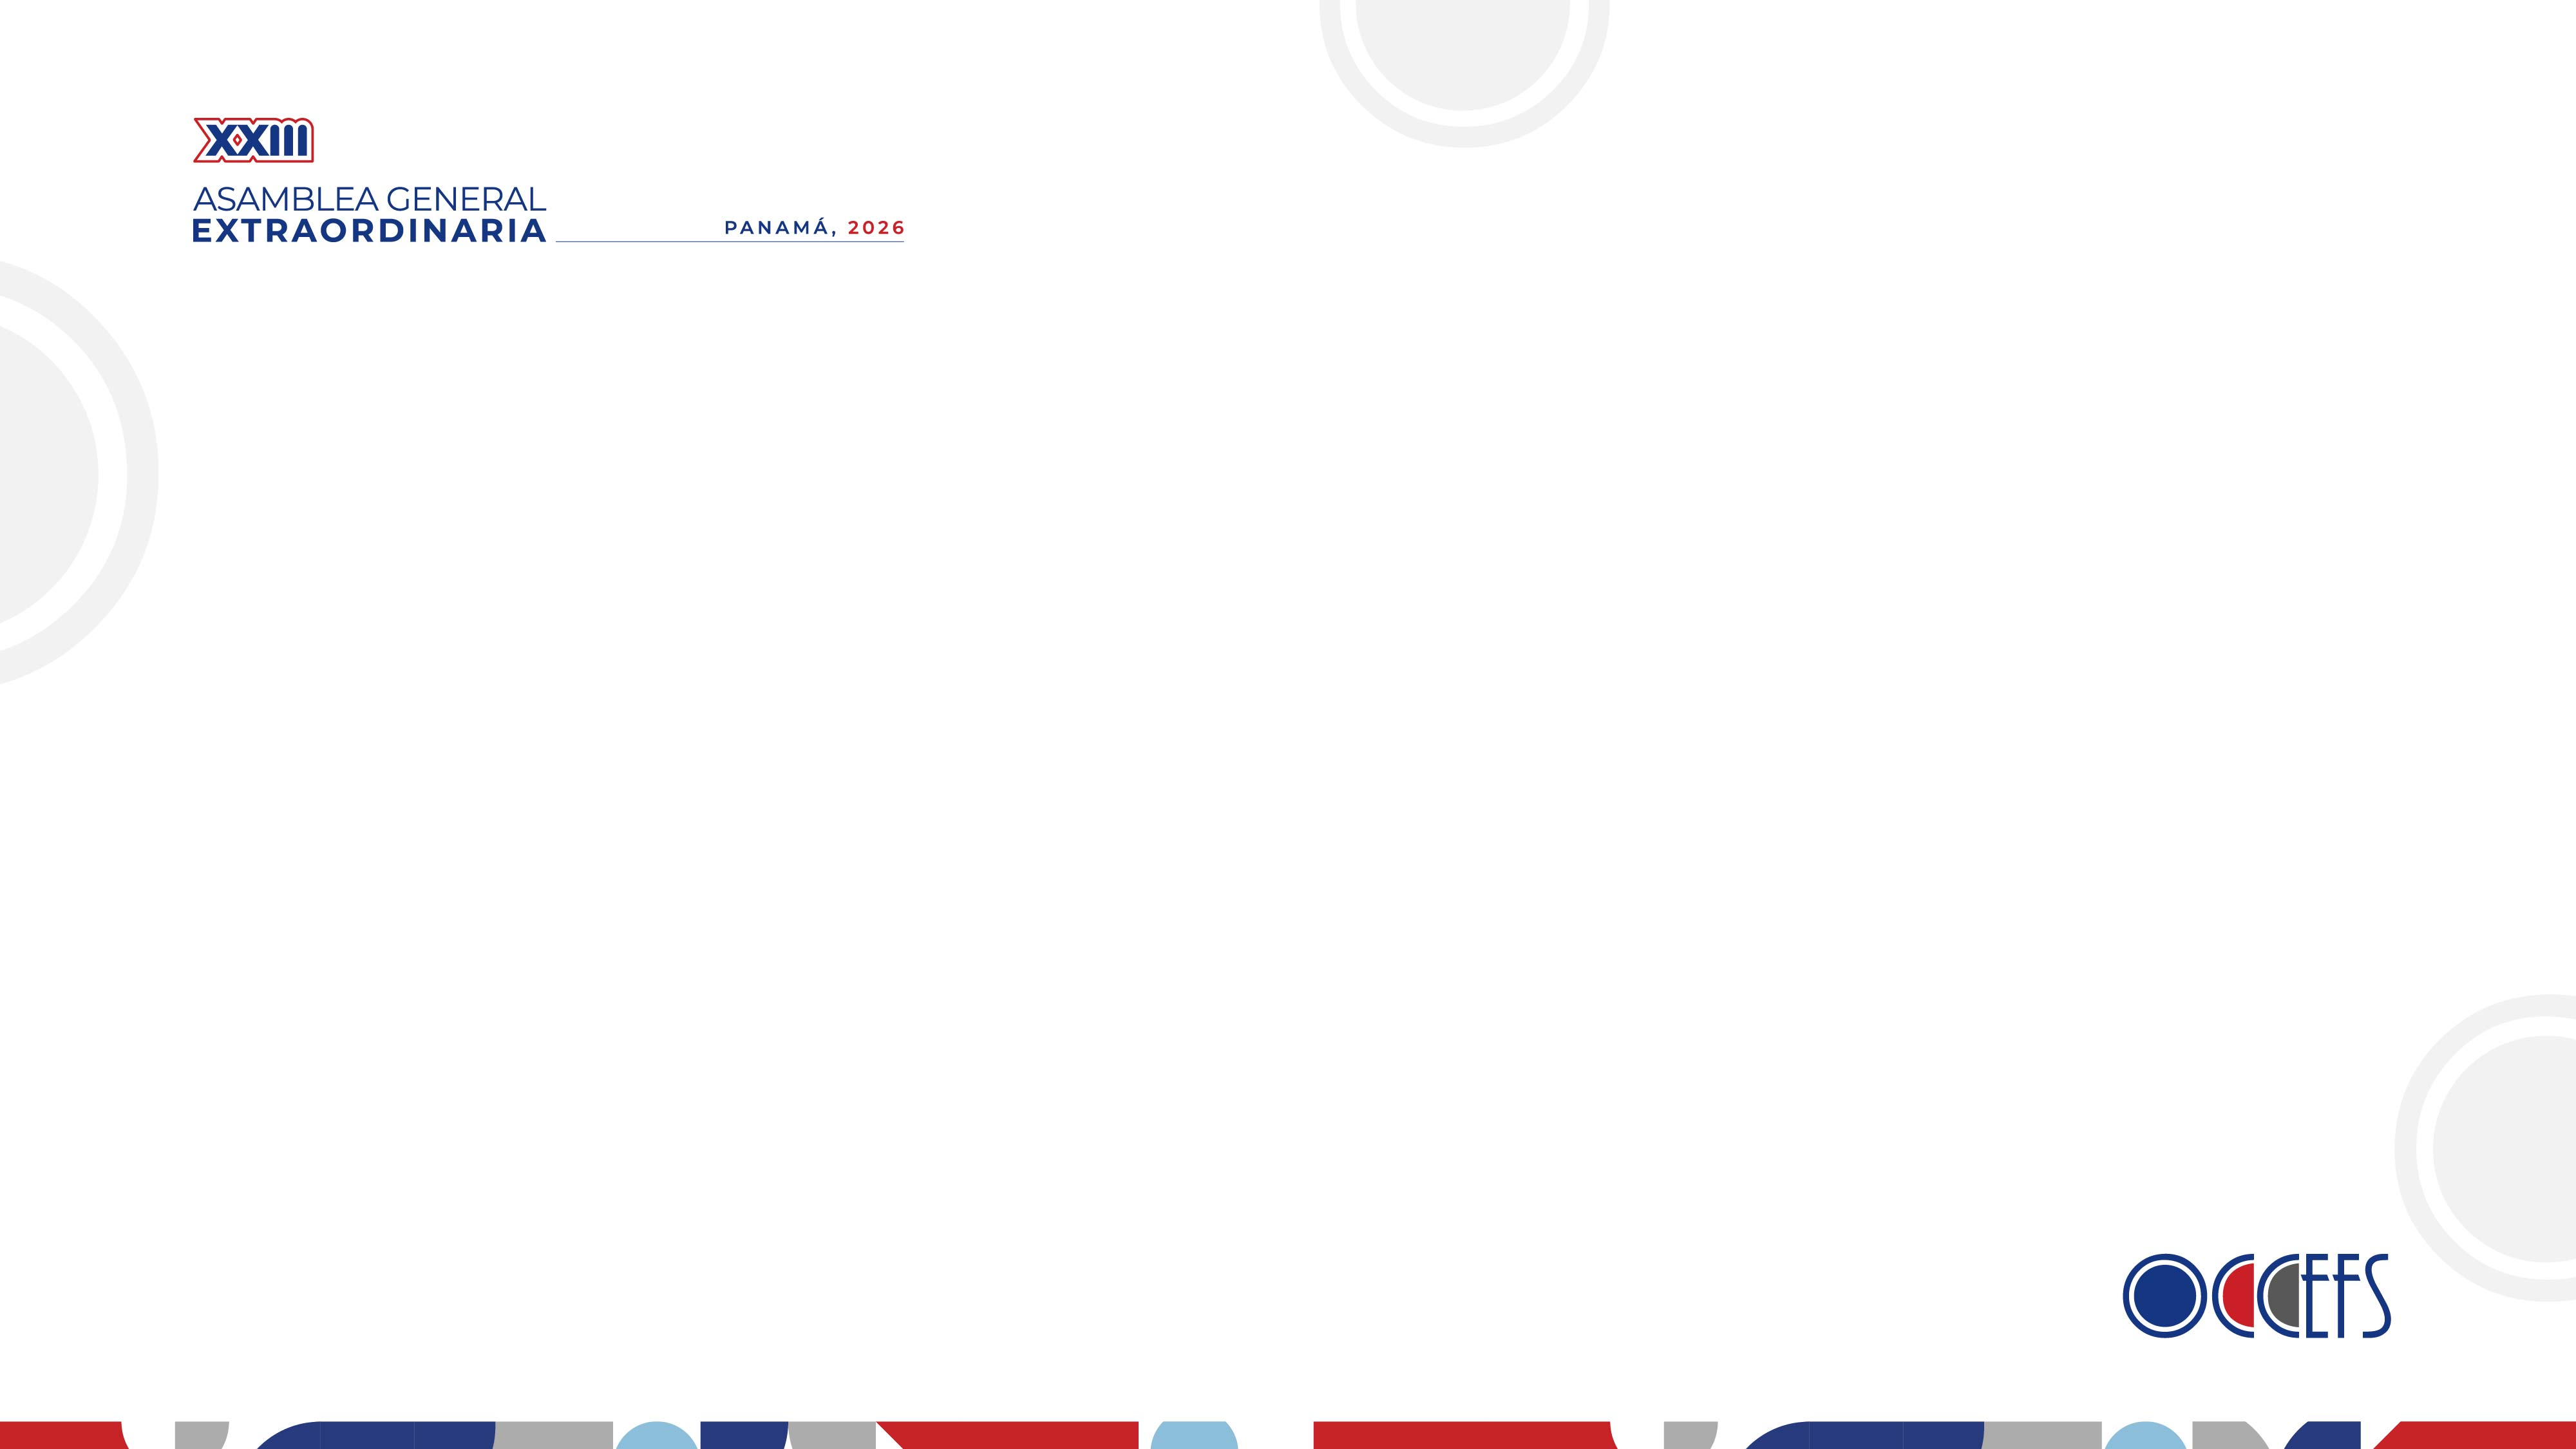 XXIII
ASAMBLEA GENERAL
EXTRAORDINARIA
PANAMÁ, 2026
OCCEFS